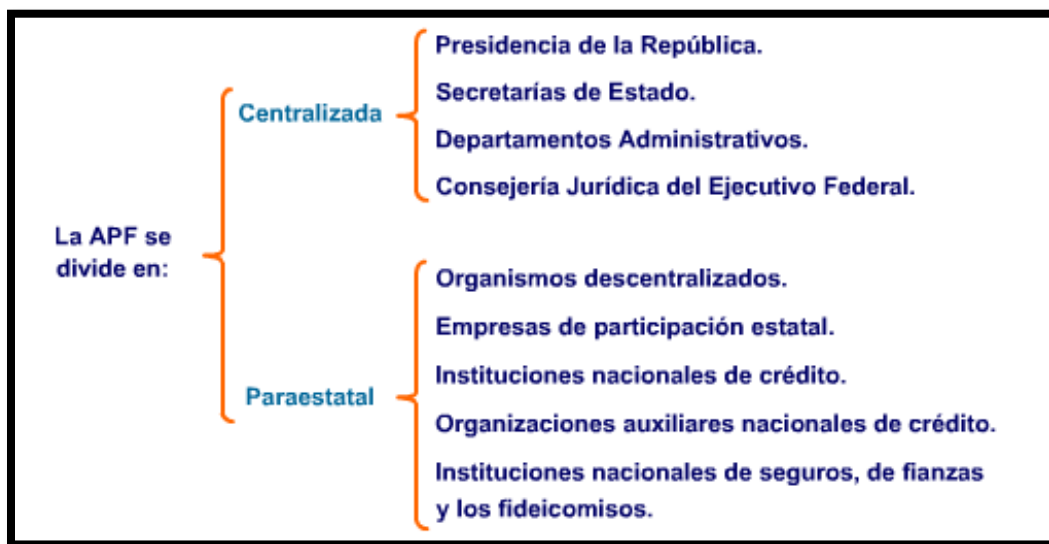 La APF se
divide en:
Centralizada
Presidencia de la República.
Secretarías de Estado.
Departamentos Administrativos.
Consejería Jurídica del Ejecutivo Federal.
Paraestatal
Organismos descentralizados.
Empresas de participación estatal.
Instituciones nacionales de crédito.
Organizaciones auxiliares nacionales de crédito.
Instituciones nacionales de seguros, de fianzas
y los fideicomisos.